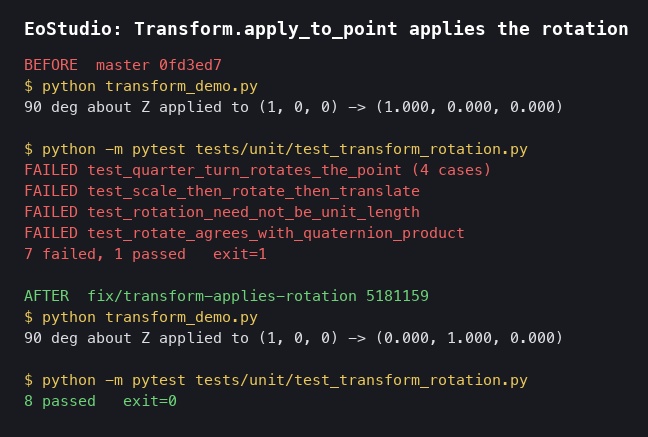 EoStudio: Transform.apply_to_point applies the rotation
BEFORE  master 0fd3ed7
$ python transform_demo.py
90 deg about Z applied to (1, 0, 0) -> (1.000, 0.000, 0.000)
$ python -m pytest tests/unit/test_transform_rotation.py
FAILED test_quarter_turn_rotates_the_point (4 cases)
FAILED test_scale_then_rotate_then_translate
FAILED test_rotation_need_not_be_unit_length
FAILED test_rotate_agrees_with_quaternion_product
7 failed, 1 passed   exit=1
AFTER  fix/transform-applies-rotation 5181159
$ python transform_demo.py
90 deg about Z applied to (1, 0, 0) -> (0.000, 1.000, 0.000)
$ python -m pytest tests/unit/test_transform_rotation.py
8 passed   exit=0